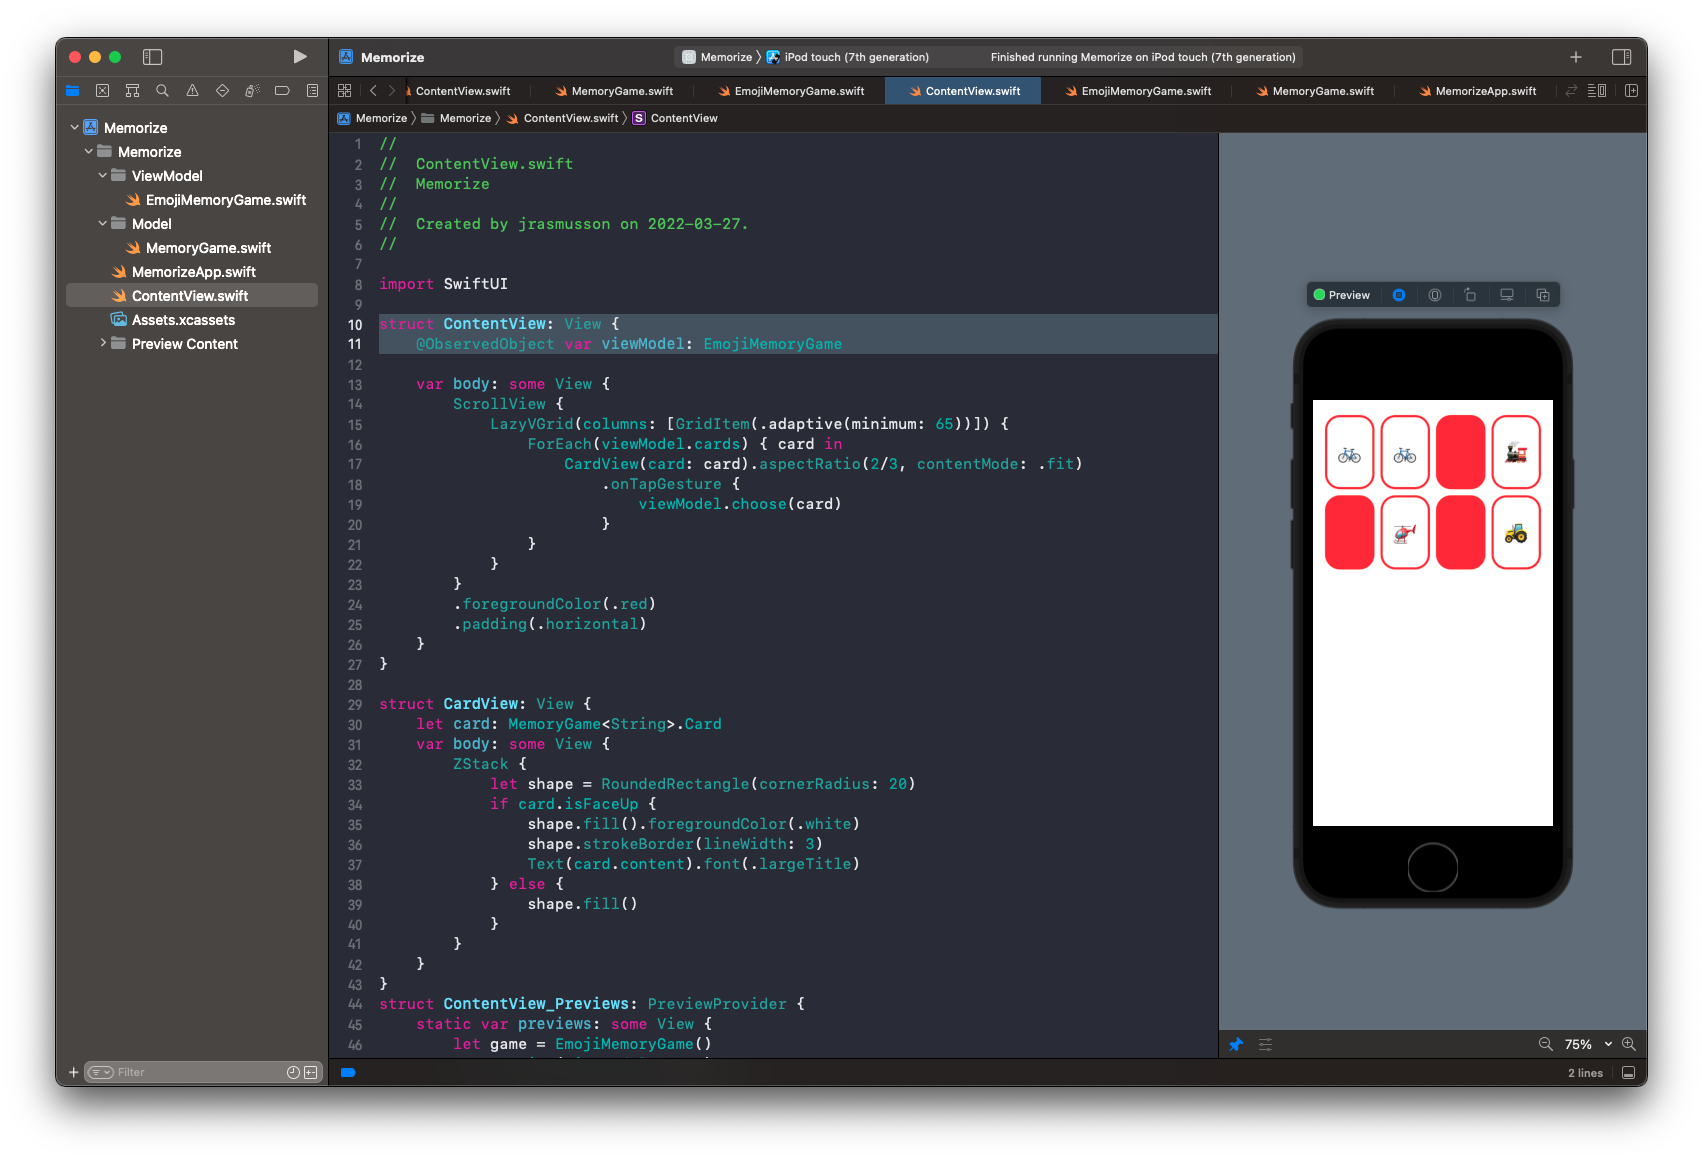 Memorize
Memorize
iPod touch (7th generation)
Finished running Memorize on iPod touch (7th generation)
ContentView.swift
MemoryGame.swift
EmojiMemoryGame.swift
ContentView.swift
EmojiMemoryGame.swift
MemoryGame.swift
MemorizeApp.swift
Memorize
Memorize
ContentView.swift
S ContentView
Memorize
Memorize
ViewModel
EmojiMemoryGame.swift
Model
MemoryGame.swift
MemorizeApp.swift
ContentView.swift
Assets.xcassets
Preview Content
1 //
2 //  ContentView.swift
3 //  Memorize
4 //
5 //  Created by jrasmusson on 2022-03-27.
6 //
7
8 import SwiftUI
9
10 struct ContentView: View {
11     @ObservedObject var viewModel: EmojiMemoryGame
12
13     var body: some View {
14         ScrollView {
15             LazyVGrid(columns: [GridItem(.adaptive(minimum: 65))]) {
16                 ForEach(viewModel.cards) { card in
17                     CardView(card: card).aspectRatio(2/3, contentMode: .fit)
18                         .onTapGesture {
19                             viewModel.choose(card)
20                         }
21                 }
22             }
23         }
24         .foregroundColor(.red)
25         .padding(.horizontal)
26     }
27 }
28
29 struct CardView: View {
30     let card: MemoryGame<String>.Card
31     var body: some View {
32         ZStack {
33             let shape = RoundedRectangle(cornerRadius: 20)
34             if card.isFaceUp {
35                 shape.fill().foregroundColor(.white)
36                 shape.strokeBorder(lineWidth: 3)
37                 Text(card.content).font(.largeTitle)
38             } else {
39                 shape.fill()
40             }
41         }
42     }
43 }
44 struct ContentView_Previews: PreviewProvider {
45     static var previews: some View {
46         let game = EmojiMemoryGame()
Preview
75%
Filter
2 lines